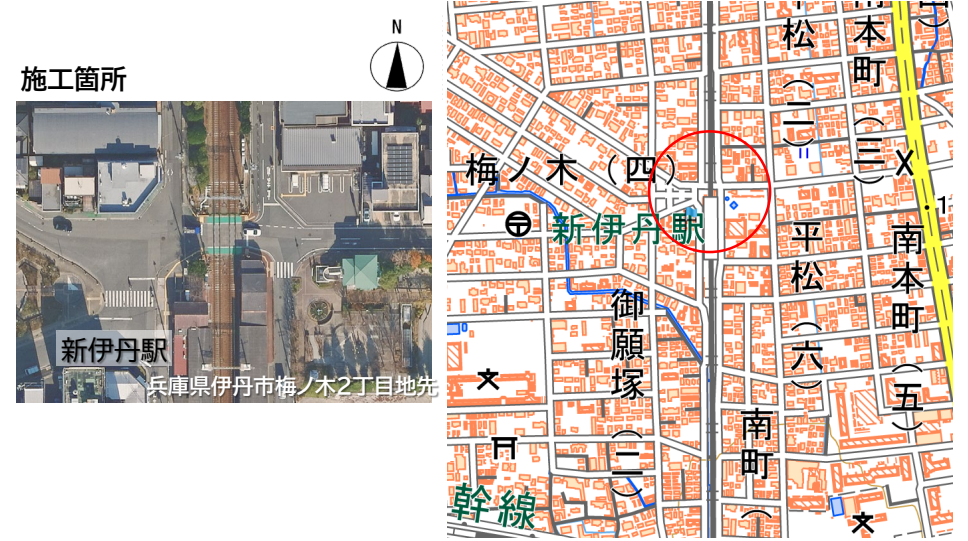 N
施工箇所
新伊丹駅
兵庫県伊丹市梅ノ木2丁目地先
南本町(三)
平松(二)
梅ノ木(四)
新伊丹駅
平松(六)
南本町(五)
御願塚(二)
南町(
幹線